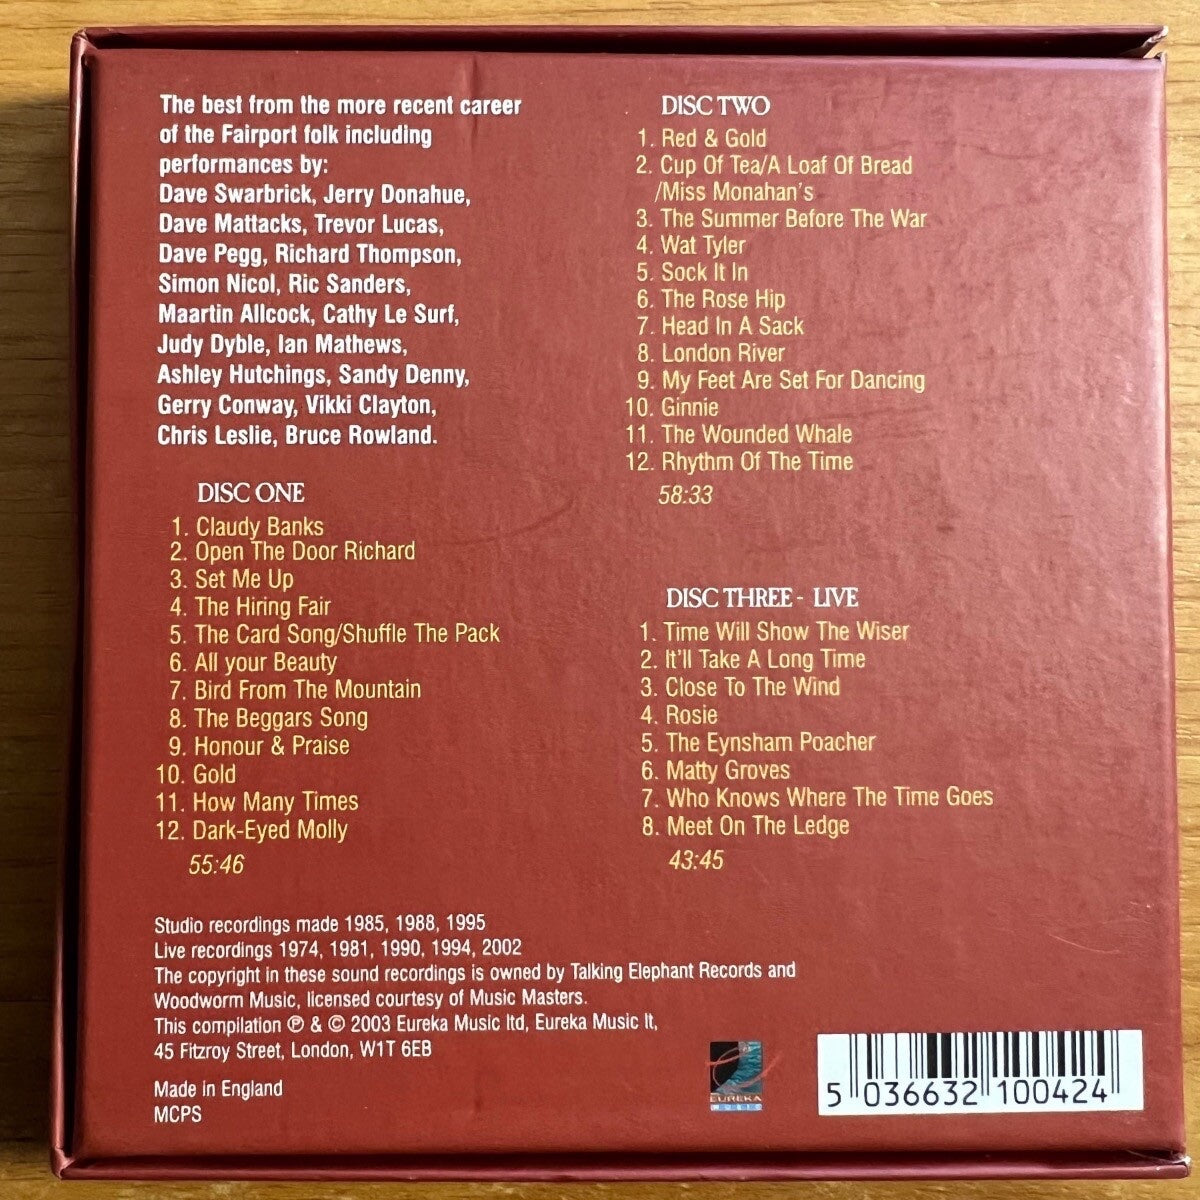 The best from the more recent career
of the Fairport folk including
performances by:
Dave Swarbrick, Jerry Donahue,
Dave Mattacks, Trevor Lucas,
Dave Pegg, Richard Thompson,
Simon Nicol, Ric Sanders,
Maartin Allcock, Cathy Le Surf,
Judy Dyble, Ian Mathews,
Ashley Hutchings, Sandy Denny,
Gerry Conway, Vikki Clayton,
Chris Leslie, Bruce Rowland.
DISC ONE
1. Claudy Banks
2. Open The Door Richard
3. Set Me Up
4. The Hiring Fair
5. The Card Song/Shuffle The Pack
6. All your Beauty
7. Bird From The Mountain
8. The Beggars Song
9. Honour & Praise
10. Gold
11. How Many Times
12. Dark-Eyed Molly
55:46
DISC TWO
1. Red & Gold
2. Cup Of Tea/A Loaf Of Bread
/Miss Monahan's
3. The Summer Before The War
4. Wat Tyler
5. Sock It In
6. The Rose Hip
7. Head In A Sack
8. London River
9. My Feet Are Set For Dancing
10. Ginnie
11. The Wounded Whale
12. Rhythm Of The Time
58:33
DISC THREE - LIVE
1. Time Will Show The Wiser
2. It'll Take A Long Time
3. Close To The Wind
4. Rosie
5. The Eynsham Poacher
6. Matty Groves
7. Who Knows Where The Time Goes
8. Meet On The Ledge
43:45
Studio recordings made 1985, 1988, 1995
Live recordings 1974, 1981, 1990, 1994, 2002
The copyright in these sound recordings is owned by Talking Elephant Records and
Woodworm Music, licensed courtesy of Music Masters.
This compilation ℗ & © 2003 Eureka Music ltd, Eureka Music lt,
45 Fitzroy Street, London, W1T 6EB
Made in England
MCPS
EUREKA
MUSIC
5 036632 100424